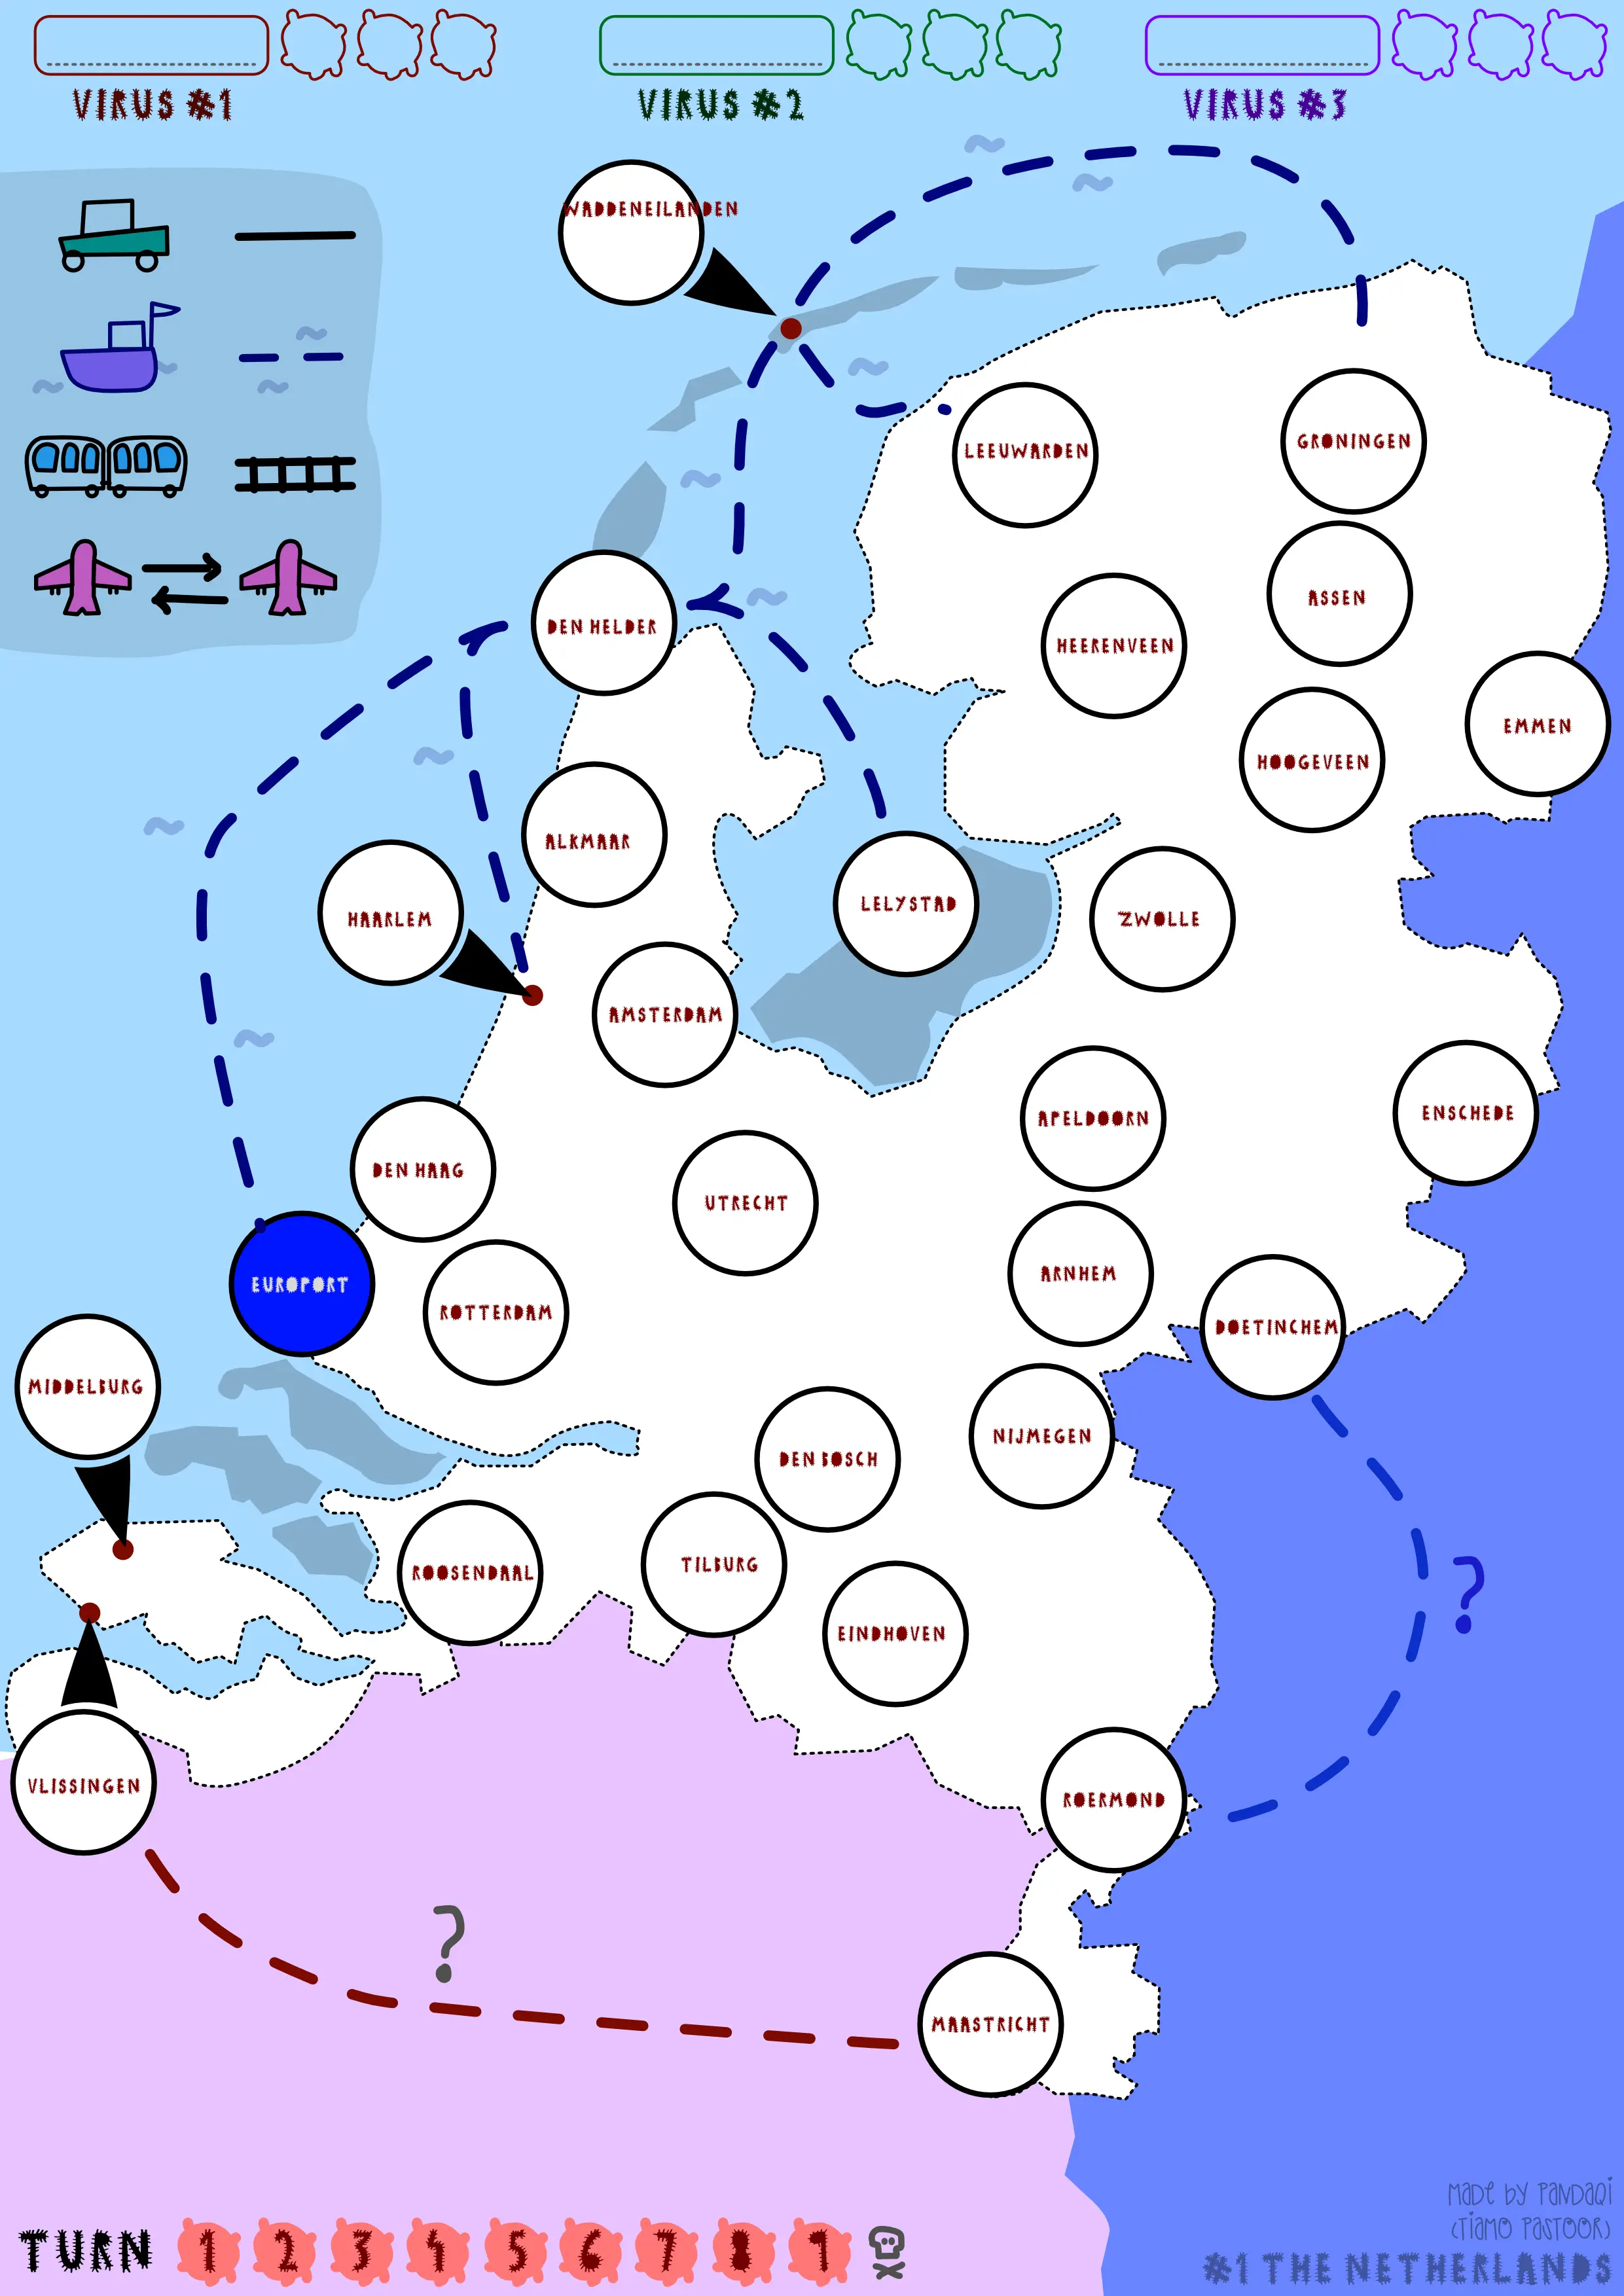 VIRUS #1
VIRUS #2
VIRUS #3
WADDENEILANDEN
LEEUWARDEN
GRONINGEN
ASSEN
DEN HELDER
HEERENVEEN
EMMEN
HOOGEVEEN
ALKMAAR
HAARLEM
LELYSTAD
ZWOLLE
AMSTERDAM
APELDOORN
ENSCHEDE
DEN HAAG
UTRECHT
ARNHEM
EUROPORT
ROTTERDAM
DOETINCHEM
MIDDELBURG
NIJMEGEN
DEN BOSCH
TILBURG
ROOSENDAAL
?
EINDHOVEN
VLISSINGEN
ROERMOND
?
MAASTRICHT
MADE BY PANDAQI
(TIAMO PASTOOR)
TURN 1 2 3 4 5 6 7 8 9
#1 THE NETHERLANDS